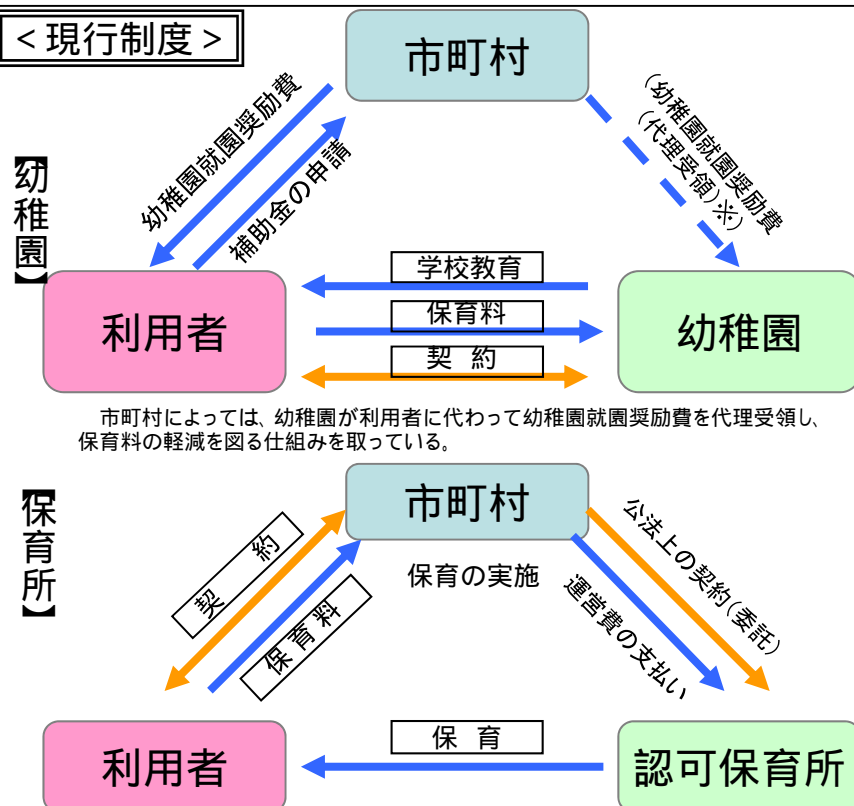 <現行制度>
市町村
【幼稚園】
幼稚園就園奨励費
補助金の申請
(幼稚園就園奨励費
(代理受領)※)
学校教育
保育料
契 約
利用者
幼稚園
市町村によっては、幼稚園が利用者に代わって幼稚園就園奨励費を代理受領し、
保育料の軽減を図る仕組みを取っている。
【保育所】
市町村
契 約
保育料
保育の実施
公法上の契約(委託)
運営費の支払い
保 育
利用者
認可保育所